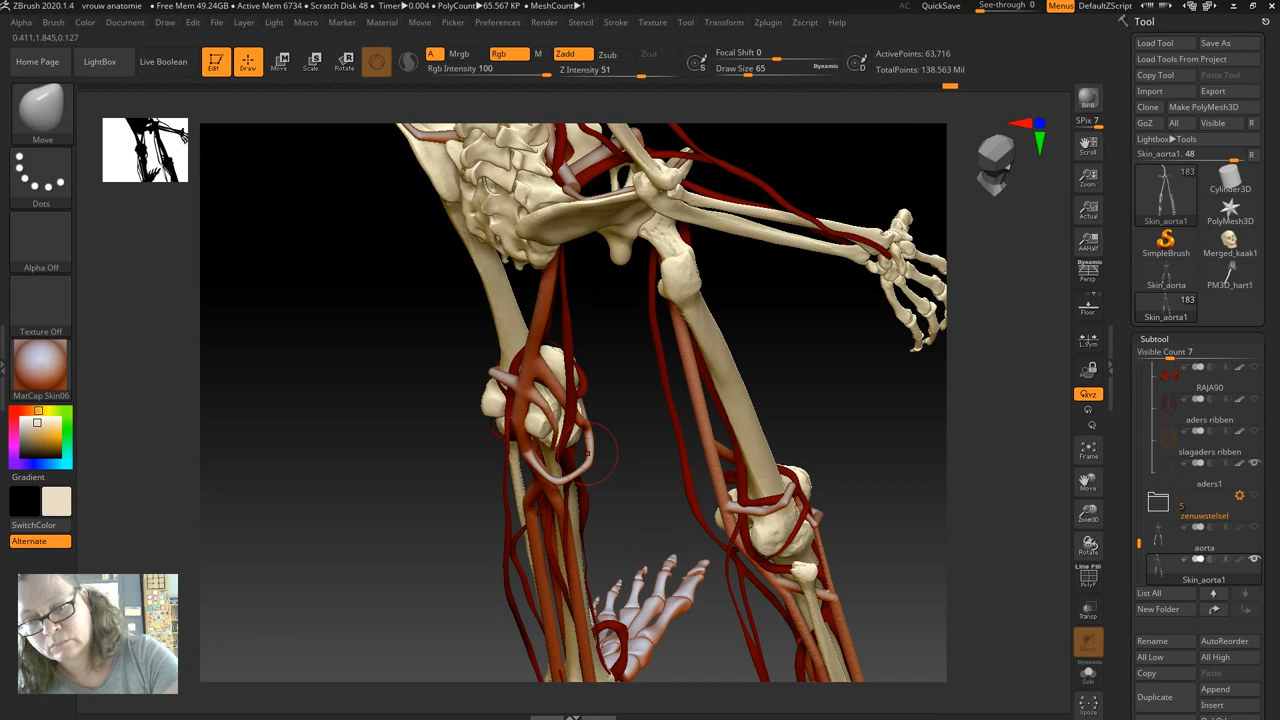 ZBrush 2020.1.4 vrouw anatomie • Free Mem 49.24GB • Active Mem 6734 • Scratch Disk 48 • Timer▶0.004 • PolyCount▶65.567 KP • MeshCount▶1 AC QuickSave See-through 0 Menus DefaultZScript
Alpha Brush Color Document Draw Edit File Layer Light Macro Marker Material Movie Picker Preferences Render Stencil Stroke Texture Tool Transform Zplugin Zscript Help
0.411,1.845,0.127
Home Page LightBox Live Boolean Edit Draw Move Scale Rotate
A Mrgb Rgb M Zadd Zsub Zcut
Rgb Intensity 100 Z Intensity 51
Focal Shift 0
Draw Size 65 Dynamic
ActivePoints: 63,716
TotalPoints: 138.563 Mil
Move
Dots
Alpha Off
Texture Off
MatCap Skin06
Gradient
SwitchColor
Alternate
BPR
SPix 7
Scroll
Zoom
Actual
AAHalf
Dynamic
Persp
Floor
L.Sym
XYZ
Frame
Move
Zoom3D
Rotate
Line Fill
PolyF
Transp
Ghost
Dynamic
Solo
Xpose
Tool
Load Tool Save As
Load Tools From Project
Copy Tool Paste Tool
Import Export
Clone Make PolyMesh3D
GoZ All Visible R
Lightbox▶Tools
Skin_aorta1. 48 R
183
Skin_aorta1
Cylinder3D
PolyMesh3D
SimpleBrush Merged_kaak1
Skin_aorta PM3D_hart1
183
Skin_aorta1
Subtool
Visible Count 7
RAJA90
aders ribben
slagaders ribben
aders1
5
zenuwstelsel
aorta
Skin_aorta1
List All
New Folder
Rename AutoReorder
All Low All High
Copy Paste
Duplicate Append
Insert